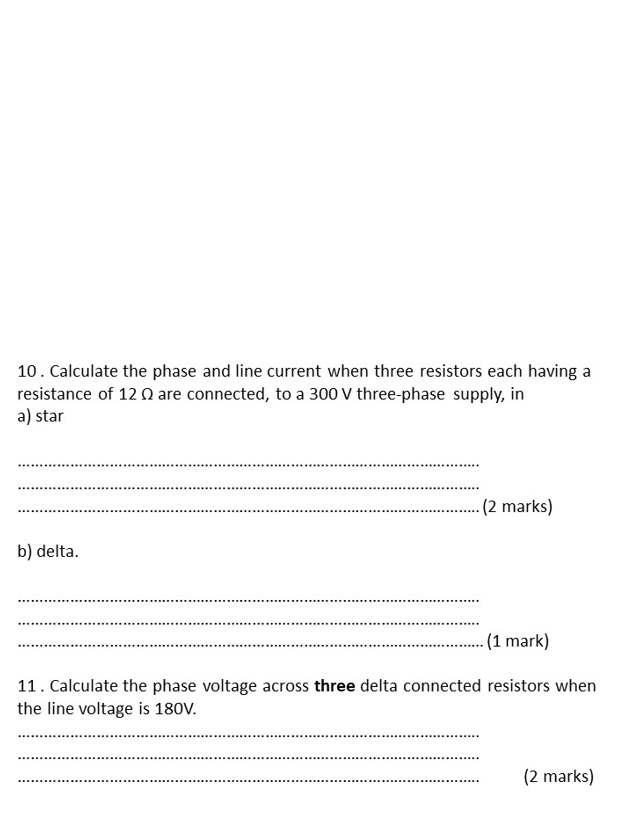 10 . Calculate the phase and line current when three resistors each having a
resistance of 12 Ω are connected, to a 300 V three-phase supply, in
a) star
................................................................................................................
................................................................................................................
................................................................................................................ (2 marks)
b) delta.
................................................................................................................
................................................................................................................
................................................................................................................. (1 mark)
11 . Calculate the phase voltage across three delta connected resistors when
the line voltage is 180V.
................................................................................................................
................................................................................................................
................................................................................................................ (2 marks)